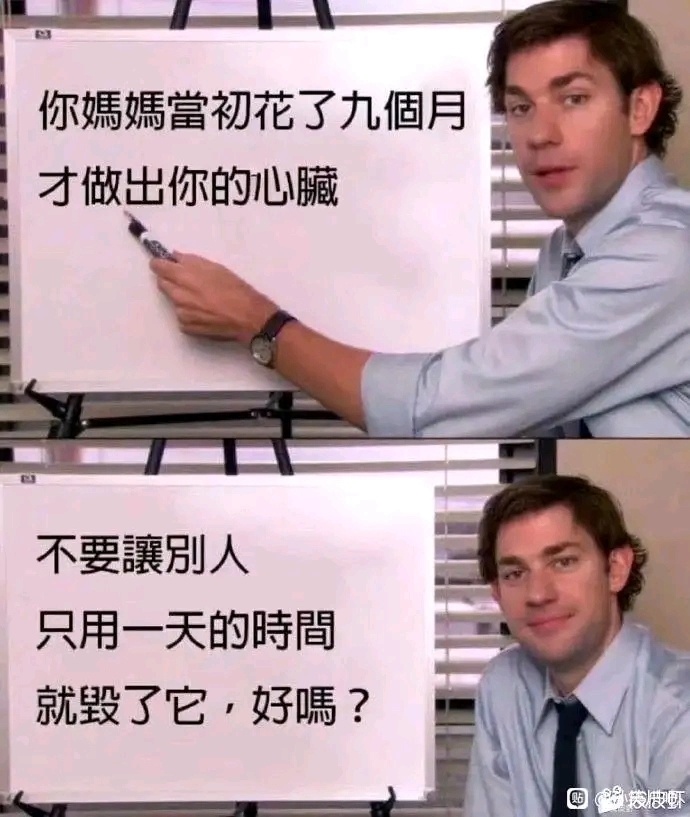 你媽媽當初花了九個月
才做出你的心臟
不要讓別人
只用一天的時間
就毀了它，好嗎？
貼